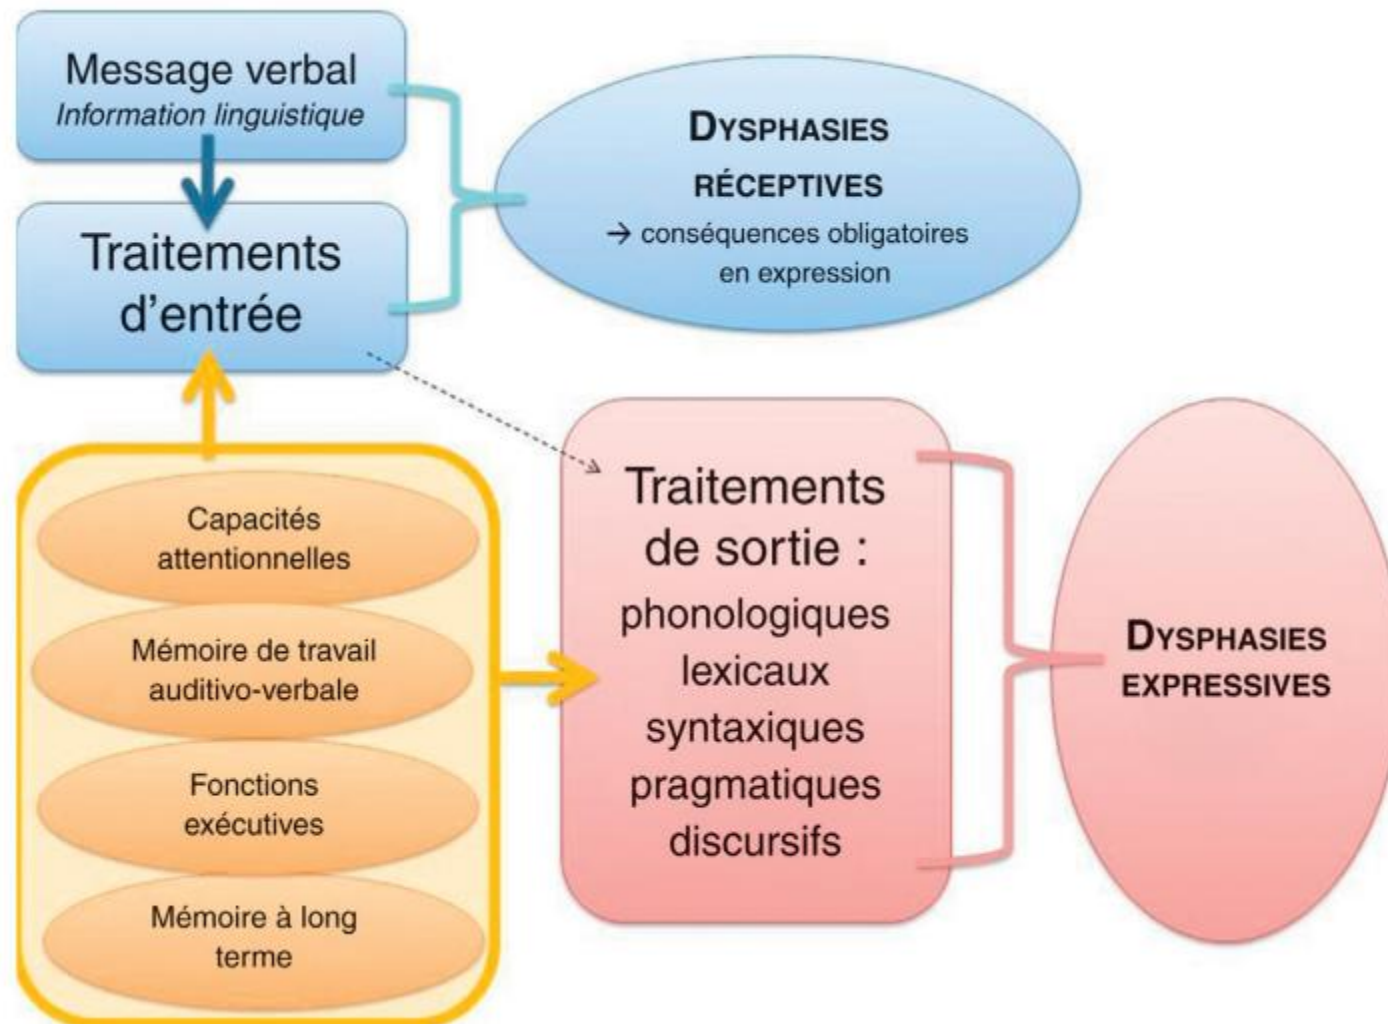 Message verbal
Information linguistique
Traitements
d'entrée
DYSPHASIES
RÉCEPTIVES
→ conséquences obligatoires
en expression
Capacités
attentionnelles
Mémoire de travail
auditivo-verbale
Fonctions
exécutives
Mémoire à long
terme
Traitements
de sortie :
phonologiques
lexicaux
syntaxiques
pragmatiques
discursifs
DYSPHASIES
EXPRESSIVES